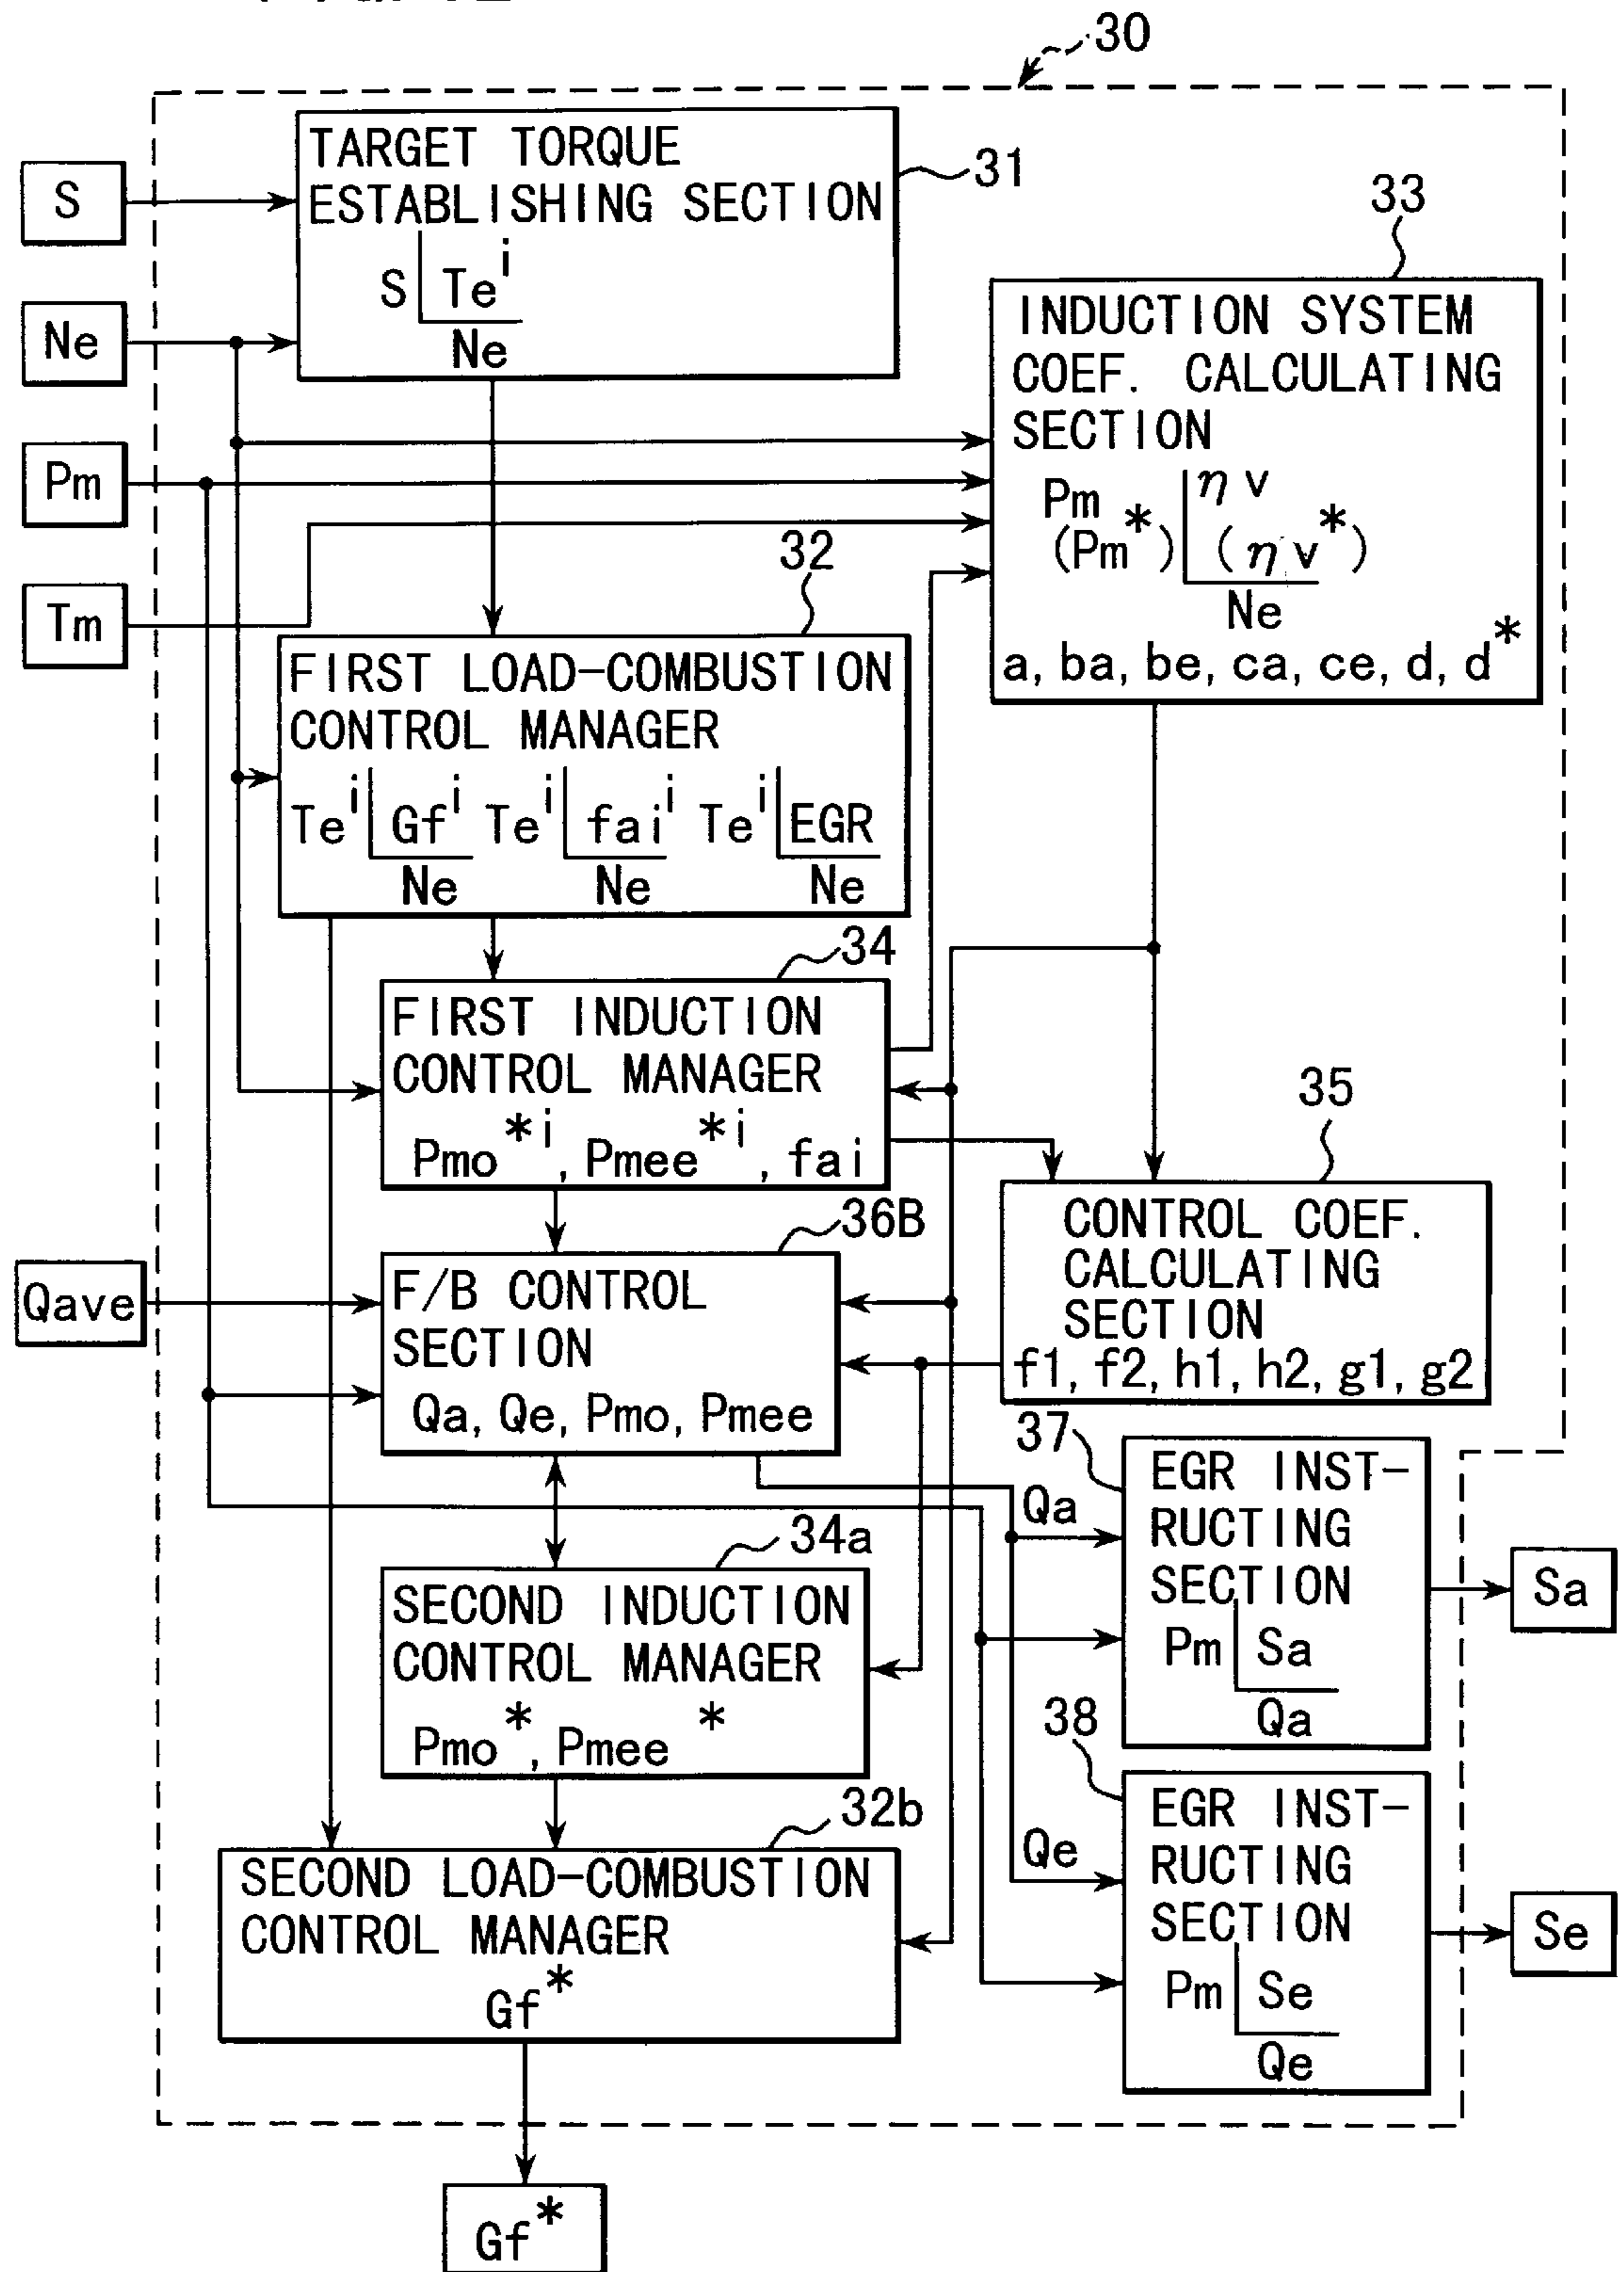 30
TARGET TORQUE
ESTABLISHING SECTION
S Te^i
Ne
31
S
Ne
Pm
Tm
33
INDUCTION SYSTEM
COEF. CALCULATING
SECTION
Pm ηv
(Pm*) (ηv*)
Ne
a, ba, be, ca, ce, d, d*
32
FIRST LOAD-COMBUSTION
CONTROL MANAGER
Te^i Gf^i Te^i fai^i Te^i EGR
Ne Ne Ne
34
FIRST INDUCTION
CONTROL MANAGER
Pmo*^i, Pmee*^i, fai
35
CONTROL COEF.
CALCULATING
SECTION
f1, f2, h1, h2, g1, g2
36B
Qave
F/B CONTROL
SECTION
Qa, Qe, Pmo, Pmee
37
Qa
EGR INST-
RUCTING
SECTION
Pm Sa
Qa
Sa
34a
SECOND INDUCTION
CONTROL MANAGER
Pmo*, Pmee*
38
Qe
EGR INST-
RUCTING
SECTION
Pm Se
Qe
Se
32b
SECOND LOAD-COMBUSTION
CONTROL MANAGER
Gf*
Gf*